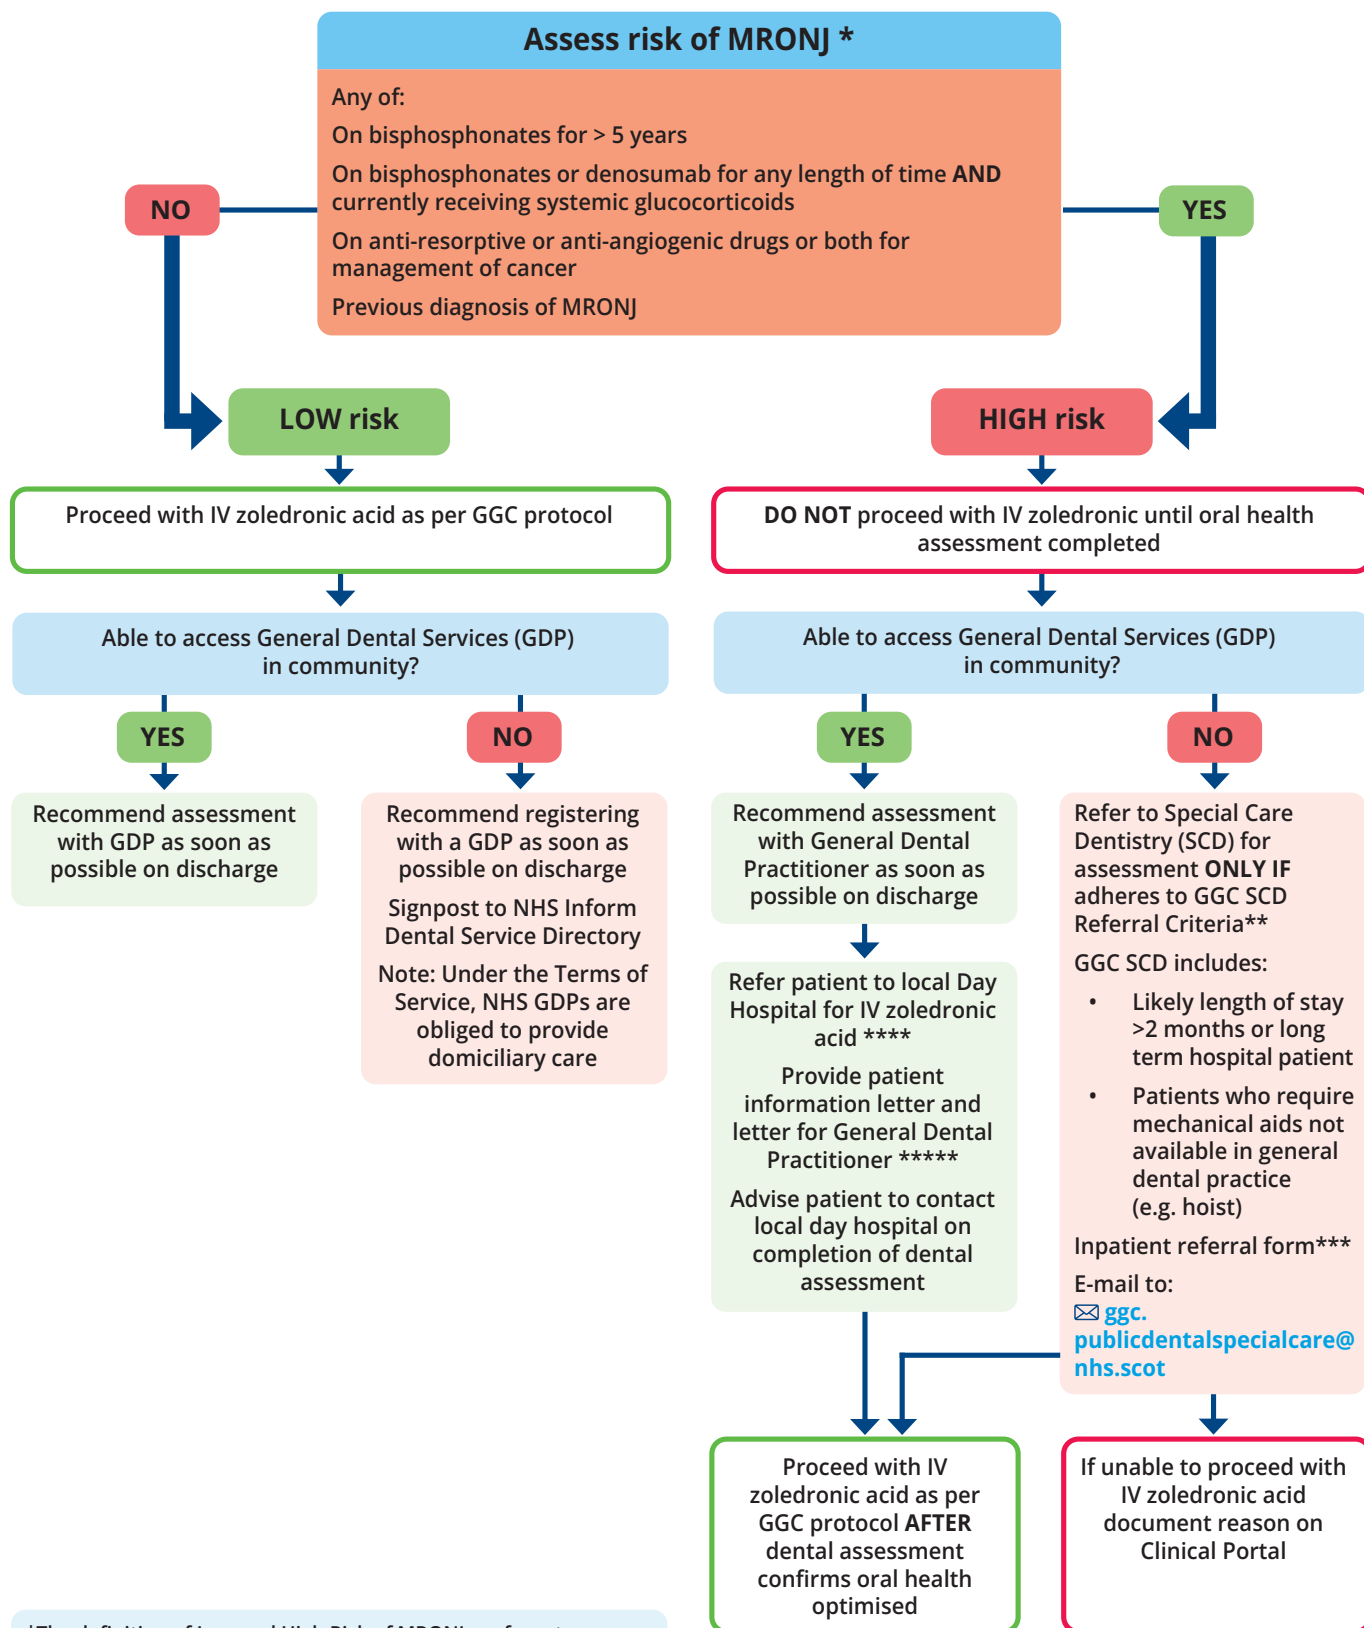 Assess risk of MRONJ *
Any of:
On bisphosphonates for > 5 years
On bisphosphonates or denosumab for any length of time AND
currently receiving systemic glucocorticoids
On anti-resorptive or anti-angiogenic drugs or both for
management of cancer
Previous diagnosis of MRONJ
NO
YES
LOW risk
HIGH risk
Proceed with IV zoledronic acid as per GGC protocol
DO NOT proceed with IV zoledronic until oral health
assessment completed
Able to access General Dental Services (GDP)
in community?
Able to access General Dental Services (GDP)
in community?
YES
NO
YES
NO
Recommend assessment
with GDP as soon as
possible on discharge
Recommend registering
with a GDP as soon as
possible on discharge
Signpost to NHS Inform
Dental Service Directory
Note: Under the Terms of
Service, NHS GDPs are
obliged to provide
domiciliary care
Recommend assessment
with General Dental
Practitioner as soon as
possible on discharge
Refer patient to local Day
Hospital for IV zoledronic
acid ****
Provide patient
information letter and
letter for General Dental
Practitioner *****
Advise patient to contact
local day hospital on
completion of dental
assessment
Refer to Special Care
Dentistry (SCD) for
assessment ONLY IF
adheres to GGC SCD
Referral Criteria**
GGC SCD includes:
• Likely length of stay
>2 months or long
term hospital patient
• Patients who require
mechanical aids not
available in general
dental practice
(e.g. hoist)
Inpatient referral form***
E-mail to:
ggc.
publicdentalspecialcare@
nhs.scot
Proceed with IV
zoledronic acid as per
GGC protocol AFTER
dental assessment
confirms oral health
optimised
If unable to proceed with
IV zoledronic acid
document reason on
Clinical Portal